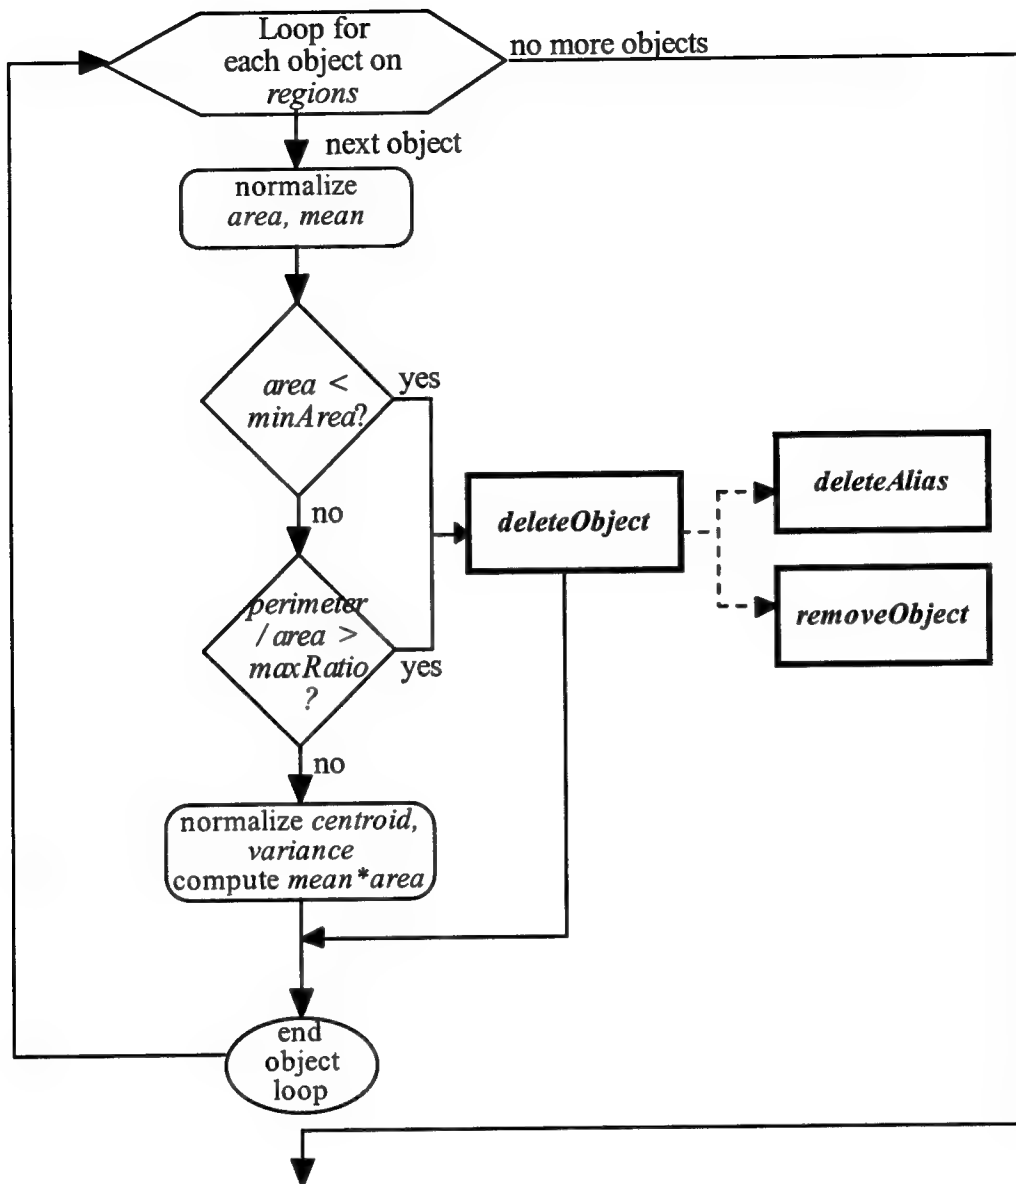 Loop for
each object on
regions
no more objects
next object
normalize
area, mean
area <
minArea?
yes
no
deleteObject
deleteAlias
removeObject
perimeter
/ area >
maxRatio
?
yes
no
normalize centroid,
variance
compute mean*area
end
object
loop